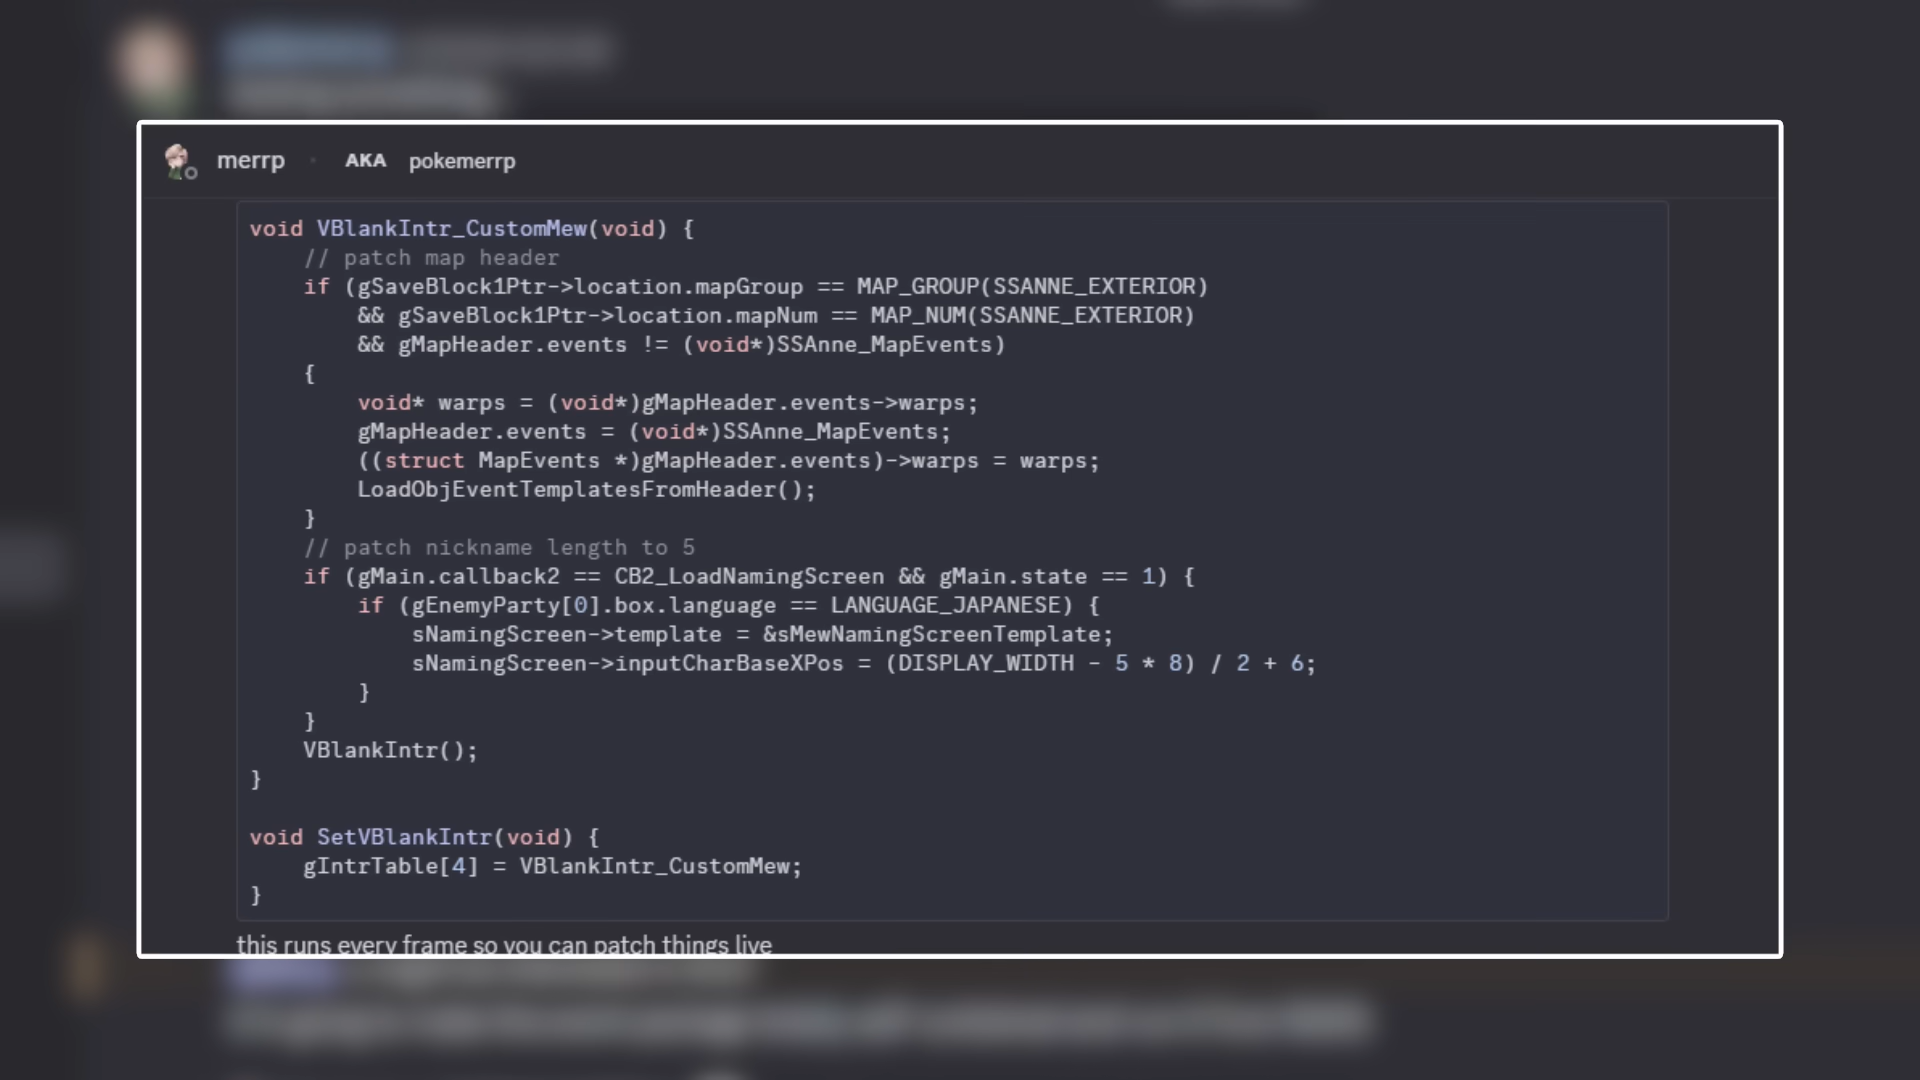 merrp · AKA pokemerrp
void VBlankIntr_CustomMew(void) {
    // patch map header
    if (gSaveBlock1Ptr->location.mapGroup == MAP_GROUP(SSANNE_EXTERIOR)
        && gSaveBlock1Ptr->location.mapNum == MAP_NUM(SSANNE_EXTERIOR)
        && gMapHeader.events != (void*)SSAnne_MapEvents)
    {
        void* warps = (void*)gMapHeader.events->warps;
        gMapHeader.events = (void*)SSAnne_MapEvents;
        ((struct MapEvents *)gMapHeader.events)->warps = warps;
        LoadObjEventTemplatesFromHeader();
    }
    // patch nickname length to 5
    if (gMain.callback2 == CB2_LoadNamingScreen && gMain.state == 1) {
        if (gEnemyParty[0].box.language == LANGUAGE_JAPANESE) {
            sNamingScreen->template = &sMewNamingScreenTemplate;
            sNamingScreen->inputCharBaseXPos = (DISPLAY_WIDTH - 5 * 8) / 2 + 6;
        }
    }
    VBlankIntr();
}
void SetVBlankIntr(void) {
    gIntrTable[4] = VBlankIntr_CustomMew;
}
this runs every frame so you can patch things live